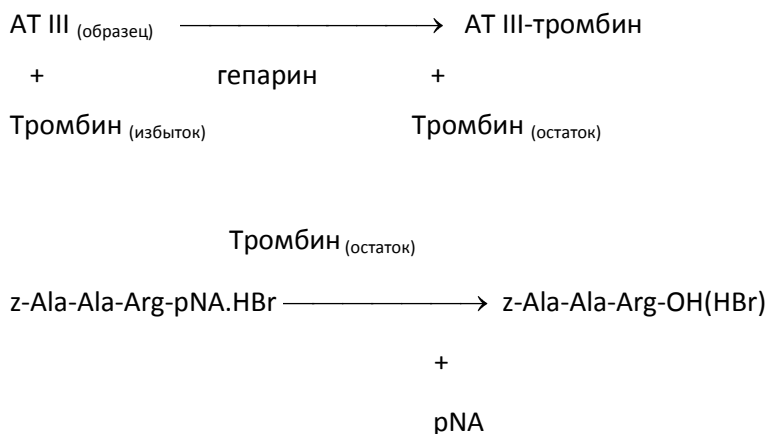 AT III (образец) ⟶ AT III-тромбин
+ гепарин +
Тромбин (избыток) Тромбин (остаток)
Тромбин (остаток)
z-Ala-Ala-Arg-pNA.HBr ⟶ z-Ala-Ala-Arg-OH(HBr)
+
pNA